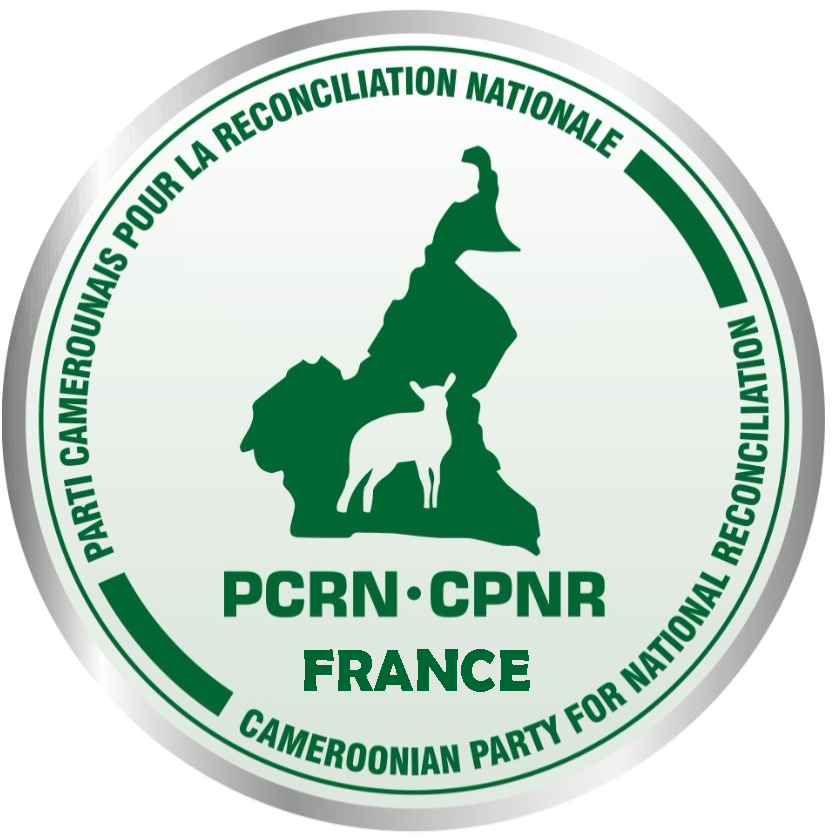 PARTI CAMEROUNAIS POUR LA RECONCILIATION NATIONALE
PCRN•CPNR
FRANCE
CAMEROONIAN PARTY FOR NATIONAL RECONCILIATION